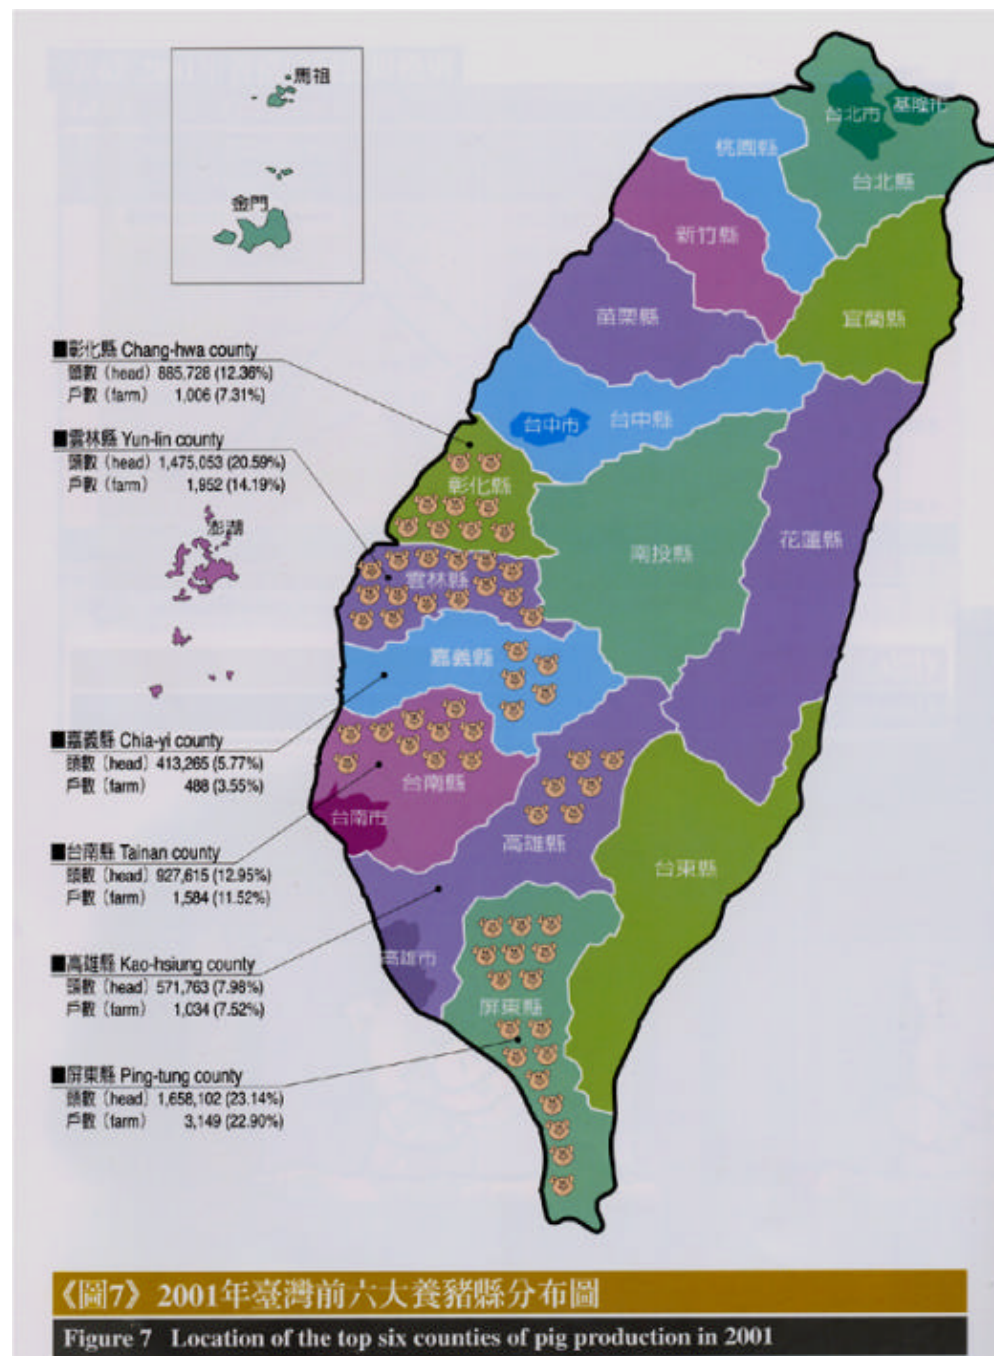 馬祖
金門
基隆市
台北市
桃園縣
台北縣
新竹縣
苗栗縣
宜蘭縣
■彰化縣 Chang-hwa county
頭數（head）885,728 (12.36%)
戶數（farm） 1,006 (7.31%)
台中市
台中縣
■雲林縣 Yun-lin county
頭數（head）1,475,053 (20.59%)
戶數（farm） 1,952 (14.19%)
彰化縣
澎湖
花蓮縣
南投縣
雲林縣
嘉義縣
■嘉義縣 Chia-yi county
頭數（head）413,265 (5.77%)
戶數（farm） 488 (3.55%)
台南縣
台南市
高雄縣
■台南縣 Tainan county
頭數（head）927,615 (12.95%)
戶數（farm） 1,584 (11.52%)
台東縣
高雄市
■高雄縣 Kao-hsiung county
頭數（head）571,763 (7.98%)
戶數（farm） 1,034 (7.52%)
屏東縣
■屏東縣 Ping-tung county
頭數（head）1,658,102 (23.14%)
戶數（farm） 3,149 (22.90%)
《圖7》 2001年臺灣前六大養豬縣分布圖
Figure 7 Location of the top six counties of pig production in 2001